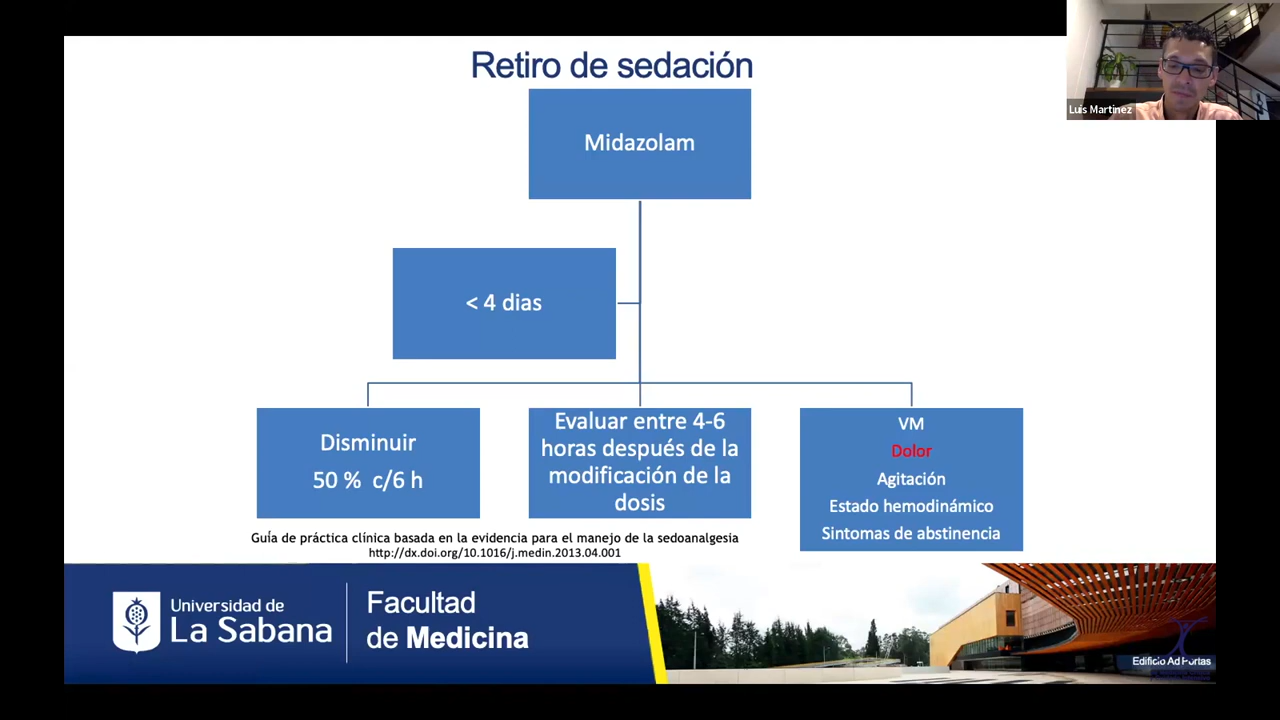 Retiro de sedación
Luis Martinez
Midazolam
< 4 dias
Disminuir
50 % c/6 h
Evaluar entre 4-6
horas después de la
modificación de la
dosis
VM
Dolor
Agitación
Estado hemodinámico
Sintomas de abstinencia
Guía de práctica clínica basada en la evidencia para el manejo de la sedoanalgesia
http://dx.doi.org/10.1016/j.medin.2013.04.001
Universidad de
La Sabana
Facultad
de Medicina
Edificio Ad Portas